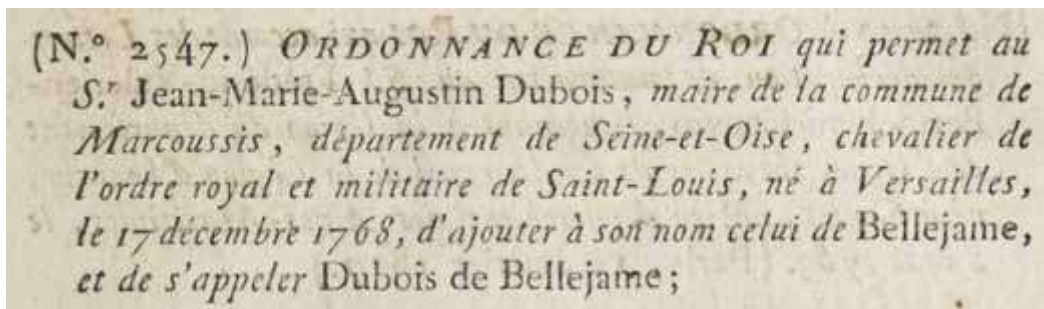 (N.° 2547.) ORDONNANCE DU ROI qui permet au
S.r Jean-Marie-Augustin Dubois, maire de la commune de
Marcoussis, département de Seine-et-Oise, chevalier de
l'ordre royal et militaire de Saint-Louis, né à Versailles,
le 17 décembre 1768, d'ajouter à son nom celui de Bellejame,
et de s'appeler Dubois de Bellejame;